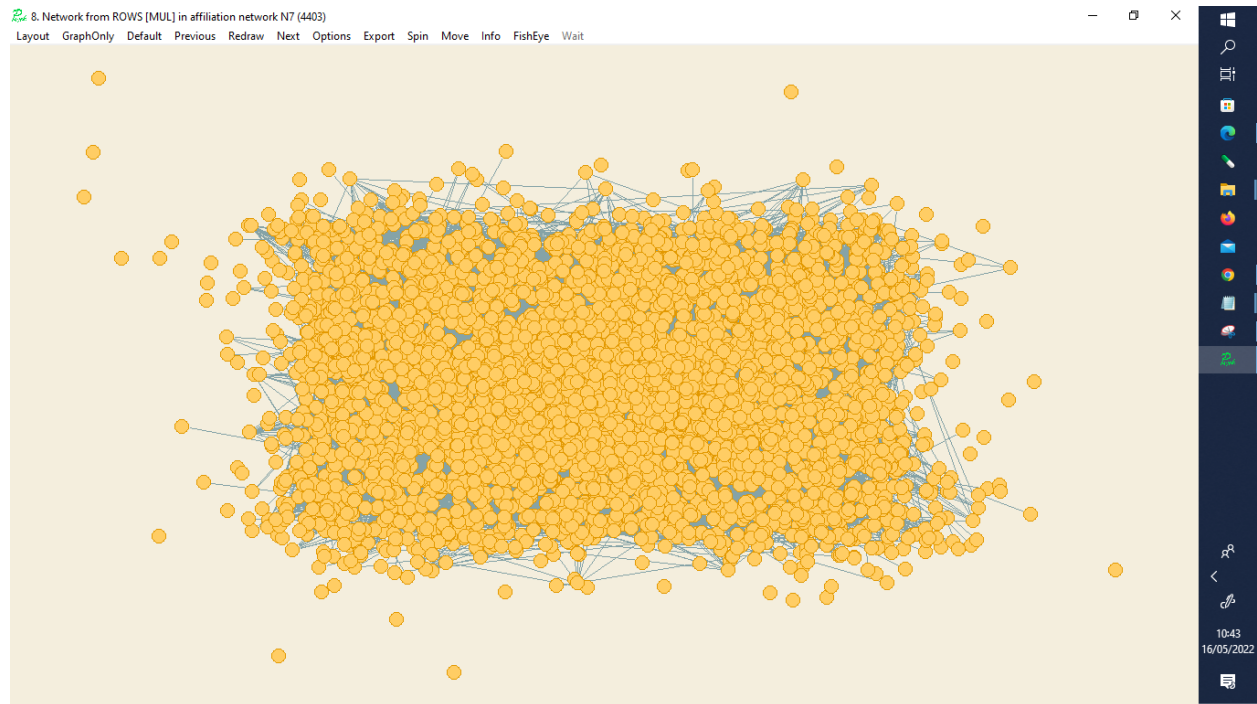 8. Network from ROWS [MUL] in affiliation network N7 (4403)
Layout GraphOnly Default Previous Redraw Next Options Export Spin Move Info FishEye Wait
10:43
16/05/2022